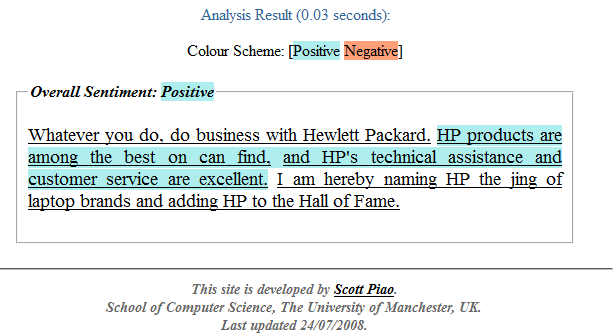 Analysis Result (0.03 seconds):
Colour Scheme: [Positive Negative]
Overall Sentiment: Positive
Whatever you do, do business with Hewlett Packard. HP products are
among the best on can find, and HP's technical assistance and
customer service are excellent. I am hereby naming HP the jing of
laptop brands and adding HP to the Hall of Fame.
This site is developed by Scott Piao.
School of Computer Science, The University of Manchester, UK.
Last updated 24/07/2008.